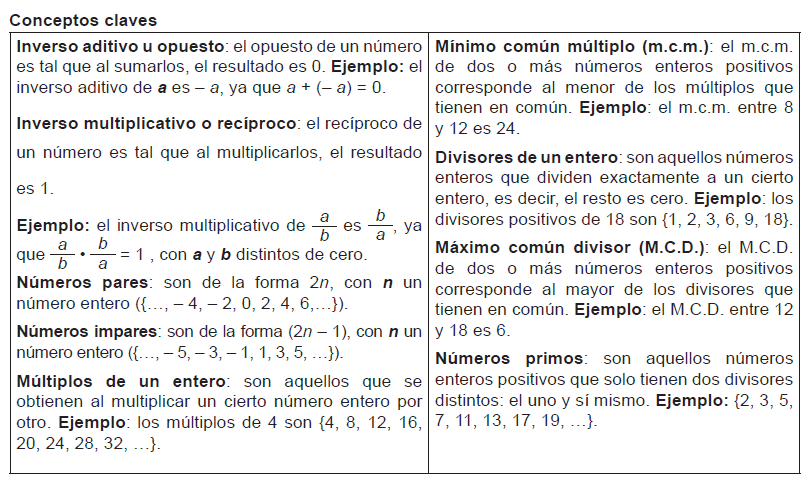 Conceptos claves
Inverso aditivo u opuesto: el opuesto de un número
es tal que al sumarlos, el resultado es 0. Ejemplo: el
inverso aditivo de a es – a, ya que a + (– a) = 0.
Inverso multiplicativo o recíproco: el recíproco de
un número es tal que al multiplicarlos, el resultado
es 1.
Ejemplo: el inverso multiplicativo de a/b es b/a, ya
que a/b • b/a = 1 , con a y b distintos de cero.
Números pares: son de la forma 2n, con n un
número entero ({…, – 4, – 2, 0, 2, 4, 6,…}).
Números impares: son de la forma (2n – 1), con n un
número entero ({…, – 5, – 3, – 1, 1, 3, 5, …}).
Múltiplos de un entero: son aquellos que se
obtienen al multiplicar un cierto número entero por
otro. Ejemplo: los múltiplos de 4 son {4, 8, 12, 16,
20, 24, 28, 32, …}.
Mínimo común múltiplo (m.c.m.): el m.c.m.
de dos o más números enteros positivos
corresponde al menor de los múltiplos que
tienen en común. Ejemplo: el m.c.m. entre 8
y 12 es 24.
Divisores de un entero: son aquellos números
enteros que dividen exactamente a un cierto
entero, es decir, el resto es cero. Ejemplo: los
divisores positivos de 18 son {1, 2, 3, 6, 9, 18}.
Máximo común divisor (M.C.D.): el M.C.D.
de dos o más números enteros positivos
corresponde al mayor de los divisores que
tienen en común. Ejemplo: el M.C.D. entre 12
y 18 es 6.
Números primos: son aquellos números
enteros positivos que solo tienen dos divisores
distintos: el uno y sí mismo. Ejemplo: {2, 3, 5,
7, 11, 13, 17, 19, …}.